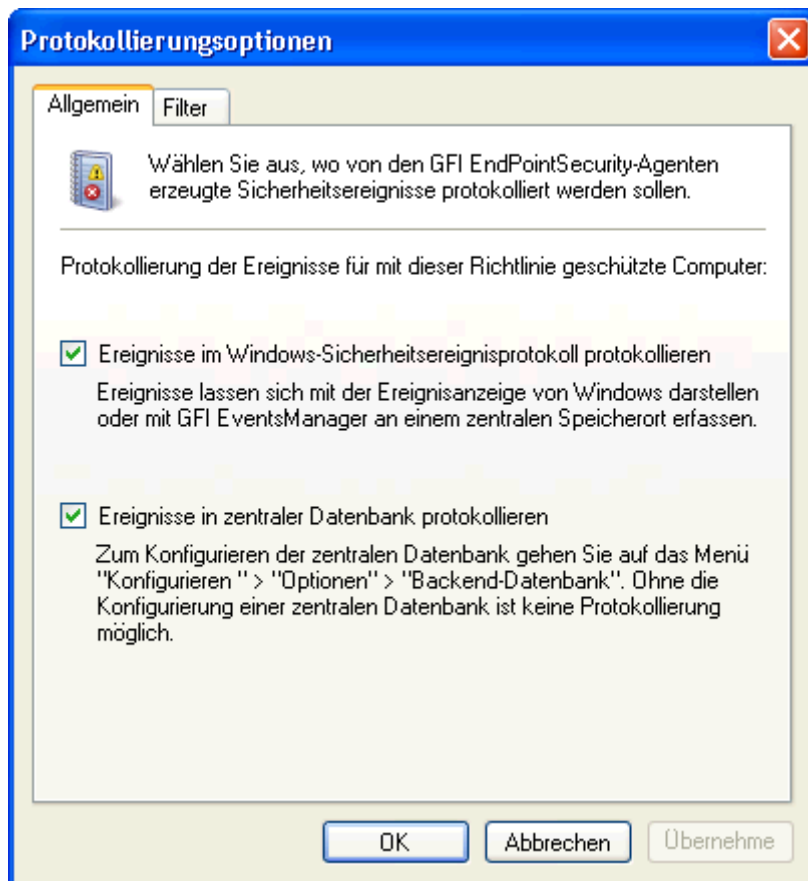 Protokollierungsoptionen
Allgemein
Filter
Wählen Sie aus, wo von den GFI EndPointSecurity-Agenten
erzeugte Sicherheitsereignisse protokolliert werden sollen.
Protokollierung der Ereignisse für mit dieser Richtlinie geschützte Computer:
Ereignisse im Windows-Sicherheitsereignisprotokoll protokollieren
Ereignisse lassen sich mit der Ereignisanzeige von Windows darstellen
oder mit GFI EventsManager an einem zentralen Speicherort erfassen.
Ereignisse in zentraler Datenbank protokollieren
Zum Konfigurieren der zentralen Datenbank gehen Sie auf das Menü
"Konfigurieren " > "Optionen" > "Backend-Datenbank". Ohne die
Konfigurierung einer zentralen Datenbank ist keine Protokollierung
möglich.
OK
Abbrechen
Übernehme